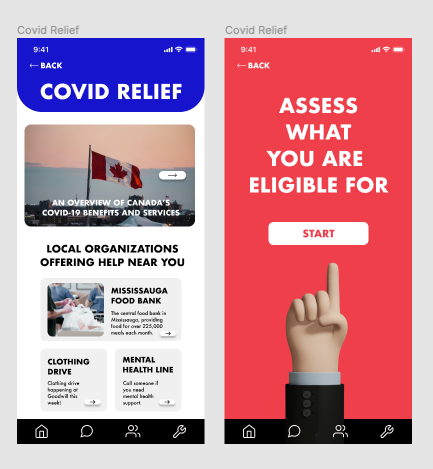 Covid Relief
9:41
← BACK
COVID RELIEF
AN OVERVIEW OF CANADA'S
COVID-19 BENEFITS AND SERVICES
LOCAL ORGANIZATIONS
OFFERING HELP NEAR YOU
MISSISSAUGA
FOOD BANK
The central food bank in
Mississauga, providing
food for over 225,000
meals each month.
CLOTHING
DRIVE
Clothing drive
happening at
Goodwill this
week!
MENTAL
HEALTH LINE
Call someone if
you need
mental health
support.
Covid Relief
9:41
← BACK
ASSESS
WHAT
YOU ARE
ELIGIBLE FOR
START